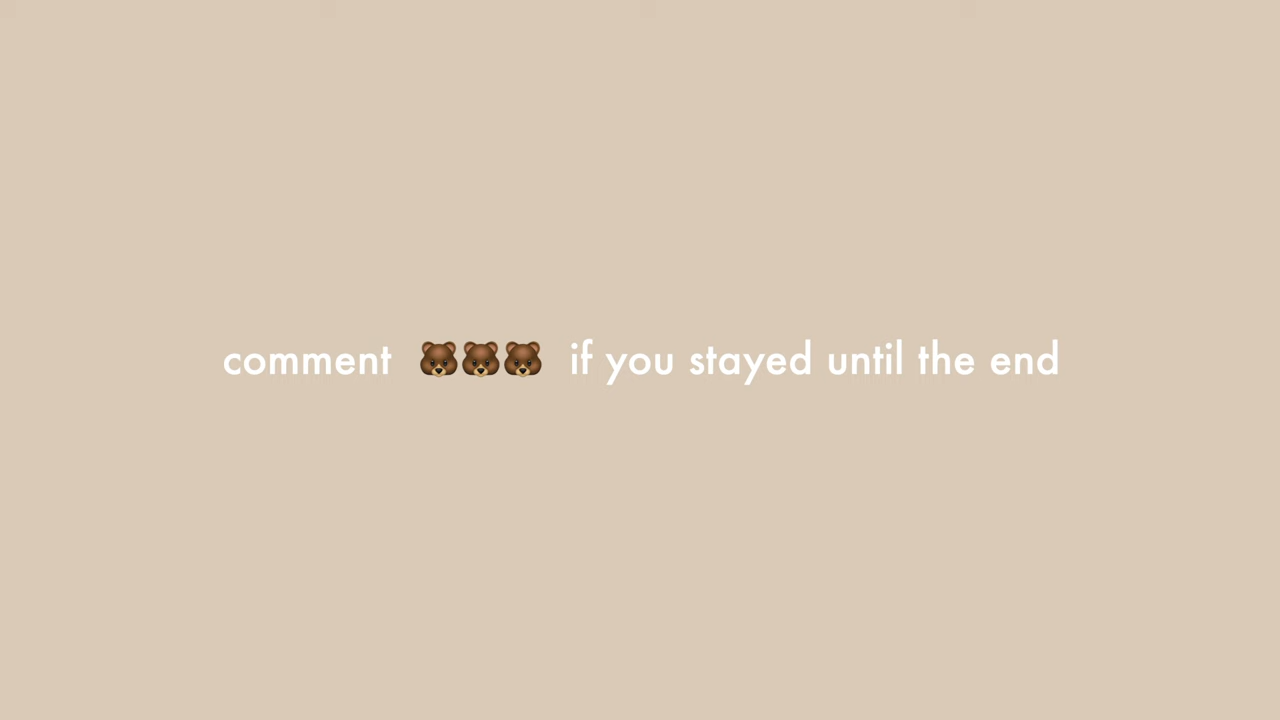 comment 🐻🐻🐻 if you stayed until the end